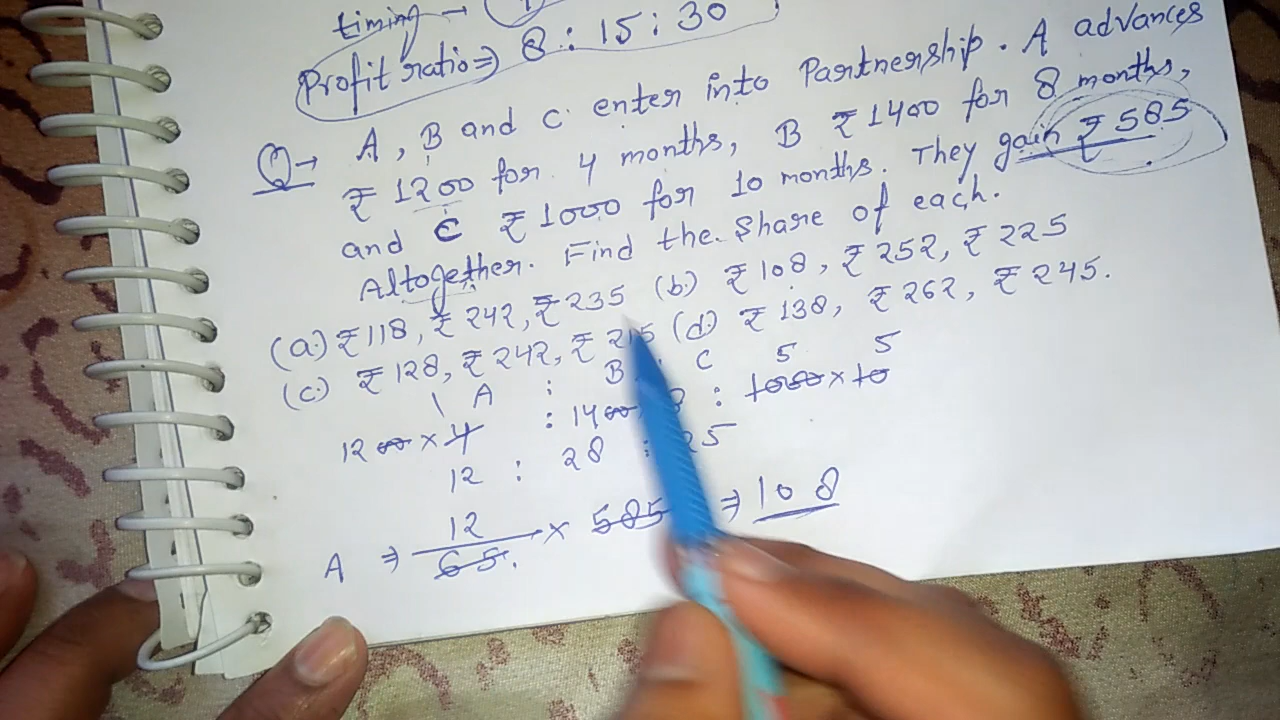 timing →
Profit ratio ⇒ 8 : 15 : 30
Q → A, B and C enter into Partnership. A advances
₹ 1200 for 4 months, B ₹ 1400 for 8 months,
and C ₹ 1000 for 10 months. They gain ₹ 585
Altogether. Find the Share of each.
(a) ₹ 118, ₹ 242, ₹ 235 (b) ₹ 108, ₹ 252, ₹ 225
(c) ₹ 128, ₹ 242, ₹ 215 (d) ₹ 138, ₹ 262, ₹ 245.
A : B : C 5 5
1200 × 4 : 1400 8 : 1000 × 10
12 : 28 : 25
A ⇒ 12/65 × 585 ⇒ 108